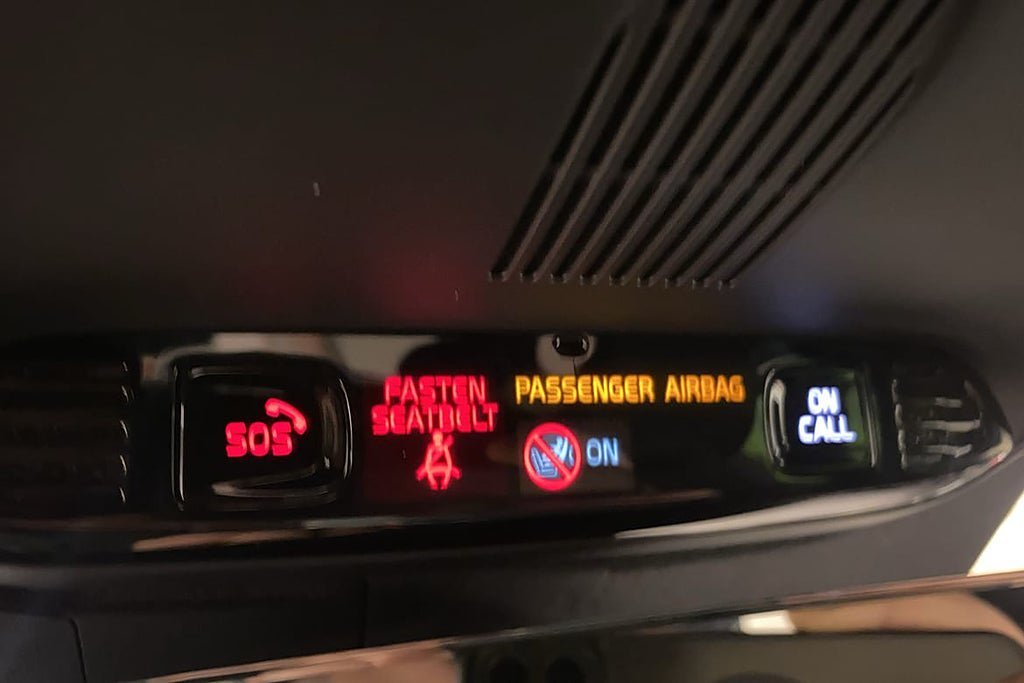 SOS
FASTEN
SEATBELT
PASSENGER AIRBAG
ON
ON
CALL